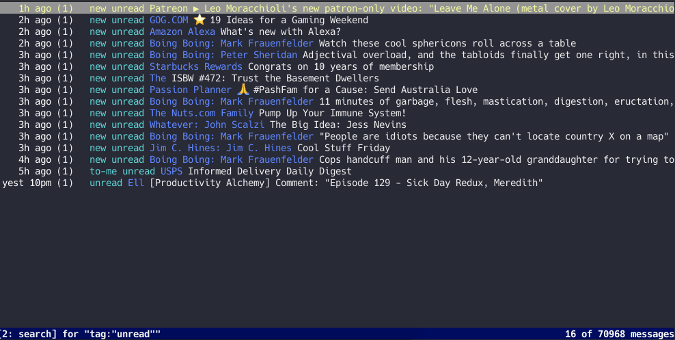 1h ago (1) new unread Patreon ▶ Leo Moracchioli's new patron-only video: "Leave Me Alone (metal cover by Leo Moracchio
2h ago (1) new unread GOG.COM ⭐ 19 Ideas for a Gaming Weekend
2h ago (1) new unread Amazon Alexa What's new with Alexa?
2h ago (1) new unread Boing Boing: Mark Frauenfelder Watch these cool sphericons roll across a table
3h ago (1) new unread Boing Boing: Peter Sheridan Adjectival overload, and the tabloids finally get one right, in this
3h ago (1) new unread Starbucks Rewards Congrats on 10 years of membership
3h ago (1) new unread The ISBW #472: Trust the Basement Dwellers
3h ago (1) new unread Passion Planner 🙏 #PashFam for a Cause: Send Australia Love
3h ago (1) new unread Boing Boing: Mark Frauenfelder 11 minutes of garbage, flesh, mastication, digestion, eructation,
3h ago (1) new unread The Nuts.com Family Pump Up Your Immune System!
3h ago (1) new unread Whatever: John Scalzi The Big Idea: Jess Nevins
3h ago (1) new unread Boing Boing: Mark Frauenfelder "People are idiots because they can't locate country X on a map"
3h ago (1) new unread Jim C. Hines: Jim C. Hines Cool Stuff Friday
4h ago (1) new unread Boing Boing: Mark Frauenfelder Cops handcuff man and his 12-year-old granddaughter for trying to
5h ago (1) to-me unread USPS Informed Delivery Daily Digest
yest 10pm (1) unread Ell [Productivity Alchemy] Comment: "Episode 129 - Sick Day Redux, Meredith"
[2: search] for "tag:"unread"" 16 of 70968 messages